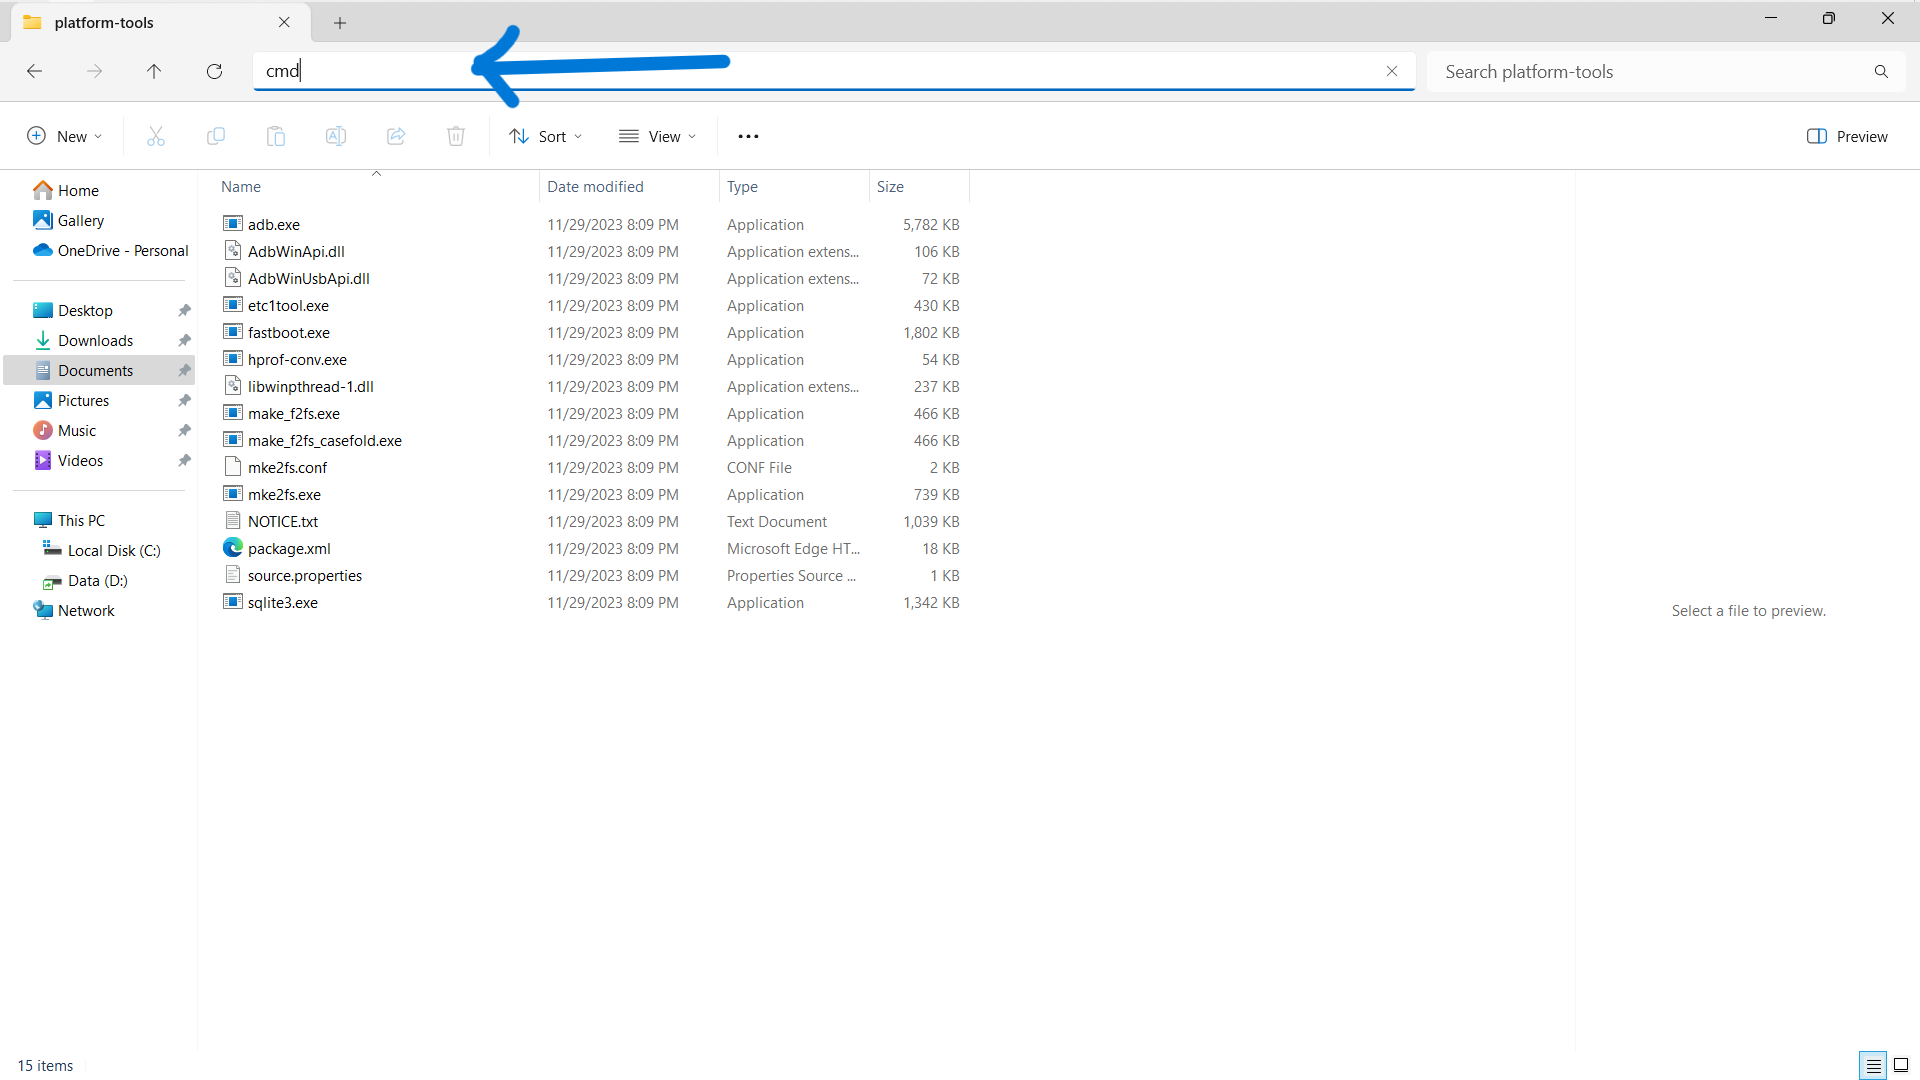 platform-tools
cmd
Search platform-tools
New
Sort
View
Preview
Home
Gallery
OneDrive - Personal
Desktop
Downloads
Documents
Pictures
Music
Videos
This PC
Local Disk (C:)
Data (D:)
Network
Name Date modified Type Size
adb.exe 11/29/2023 8:09 PM Application 5,782 KB
AdbWinApi.dll 11/29/2023 8:09 PM Application extens... 106 KB
AdbWinUsbApi.dll 11/29/2023 8:09 PM Application extens... 72 KB
etc1tool.exe 11/29/2023 8:09 PM Application 430 KB
fastboot.exe 11/29/2023 8:09 PM Application 1,802 KB
hprof-conv.exe 11/29/2023 8:09 PM Application 54 KB
libwinpthread-1.dll 11/29/2023 8:09 PM Application extens... 237 KB
make_f2fs.exe 11/29/2023 8:09 PM Application 466 KB
make_f2fs_casefold.exe 11/29/2023 8:09 PM Application 466 KB
mke2fs.conf 11/29/2023 8:09 PM CONF File 2 KB
mke2fs.exe 11/29/2023 8:09 PM Application 739 KB
NOTICE.txt 11/29/2023 8:09 PM Text Document 1,039 KB
package.xml 11/29/2023 8:09 PM Microsoft Edge HT... 18 KB
source.properties 11/29/2023 8:09 PM Properties Source ... 1 KB
sqlite3.exe 11/29/2023 8:09 PM Application 1,342 KB
Select a file to preview.
15 items